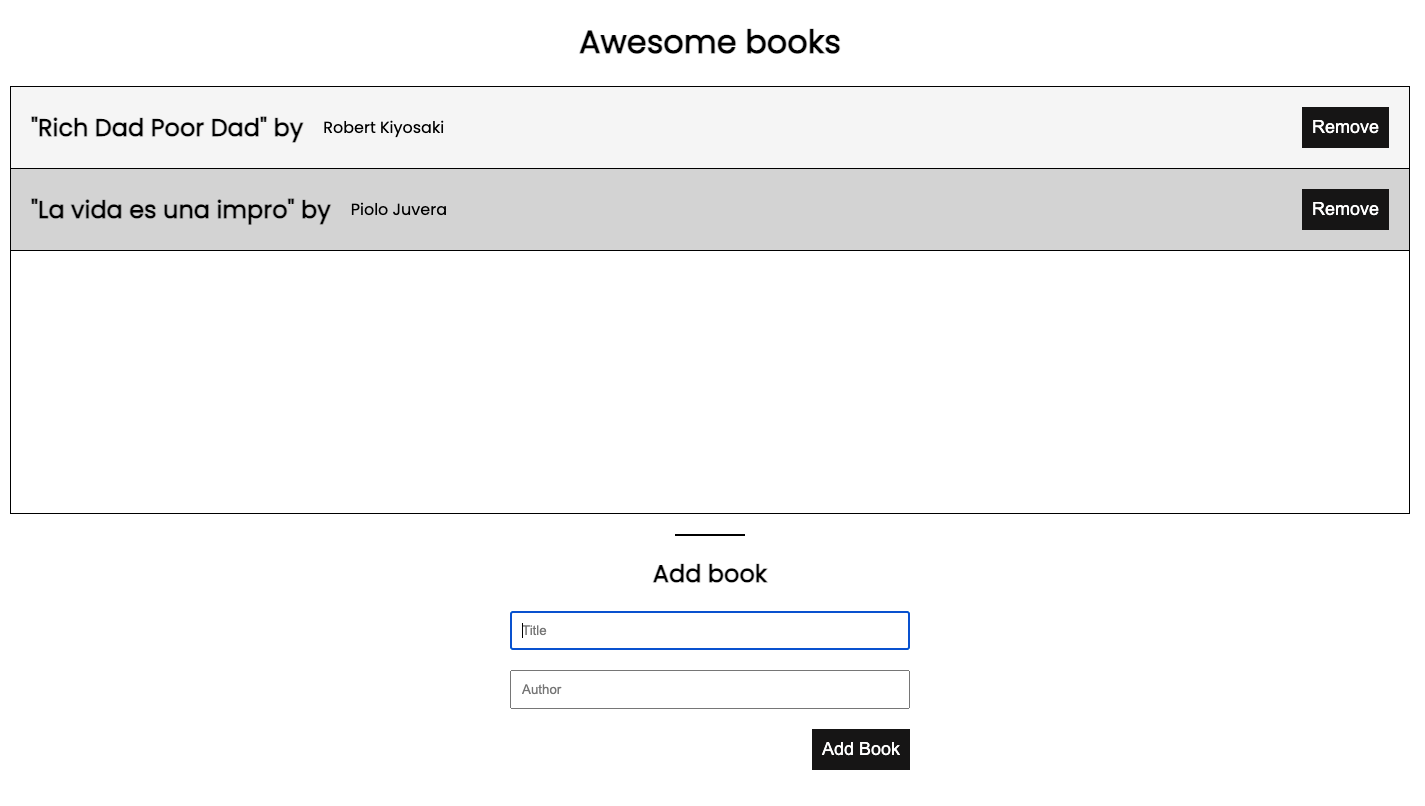 Awesome books
"Rich Dad Poor Dad" by Robert Kiyosaki Remove
"La vida es una impro" by Piolo Juvera Remove
Add book
Title
Author
Add Book